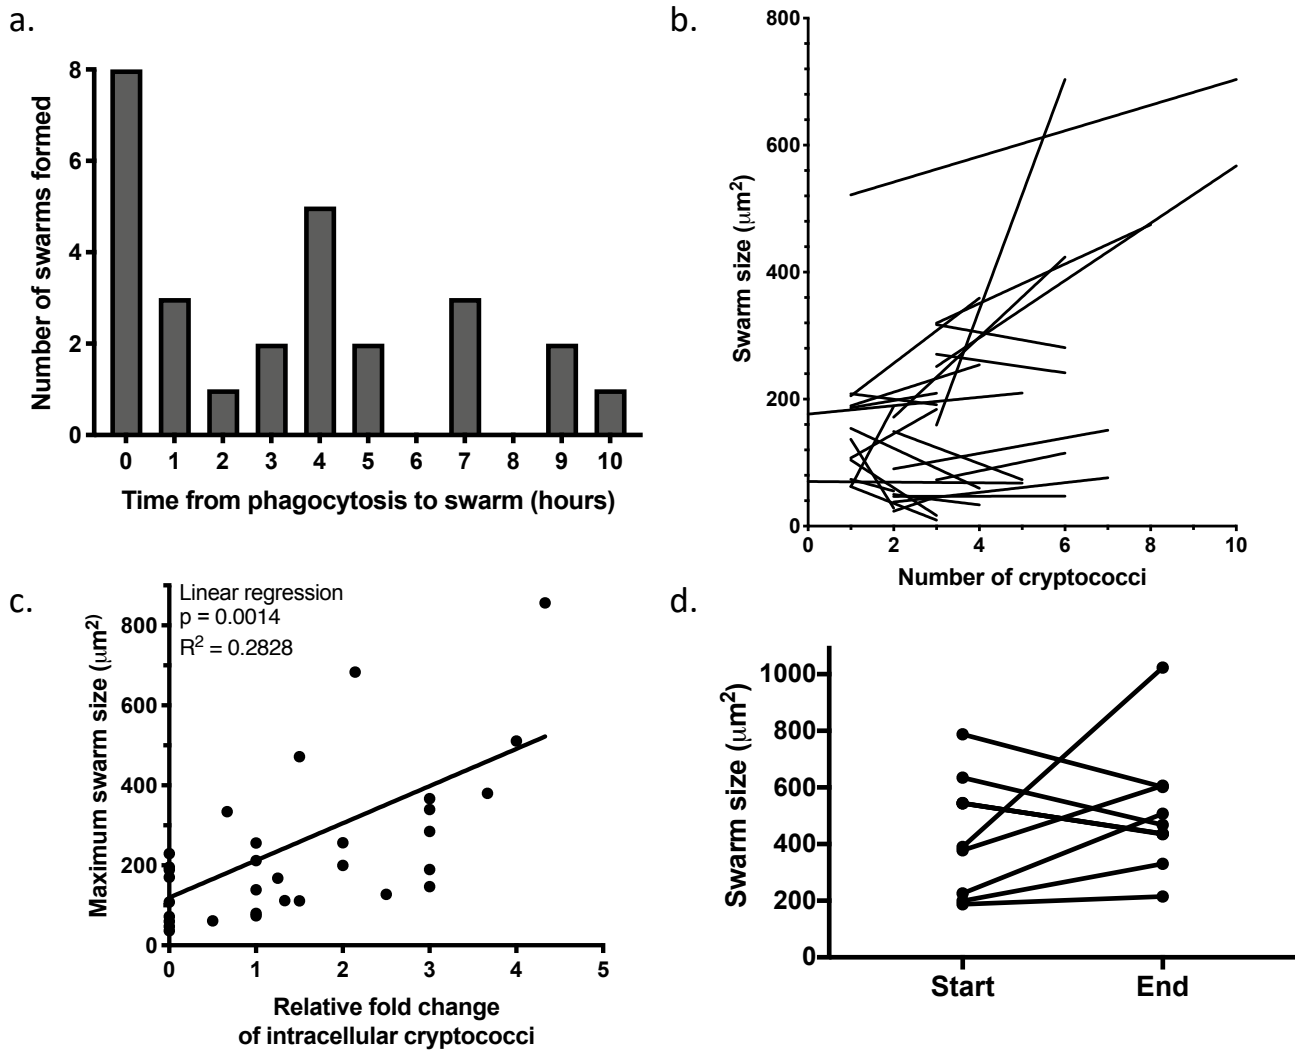 a.
8
6
4
2
0
Number of swarms formed
0 1 2 3 4 5 6 7 8 9 10
Time from phagocytosis to swarm (hours)
b.
800
600
400
200
0
Swarm size (μm²)
0 2 4 6 8 10
Number of cryptococci
c.
Linear regression
p = 0.0014
R² = 0.2828
800
600
400
200
0
Maximum swarm size (μm²)
0 1 2 3 4 5
Relative fold change
of intracellular cryptococci
d.
1000
800
600
400
200
0
Swarm size (μm²)
Start End